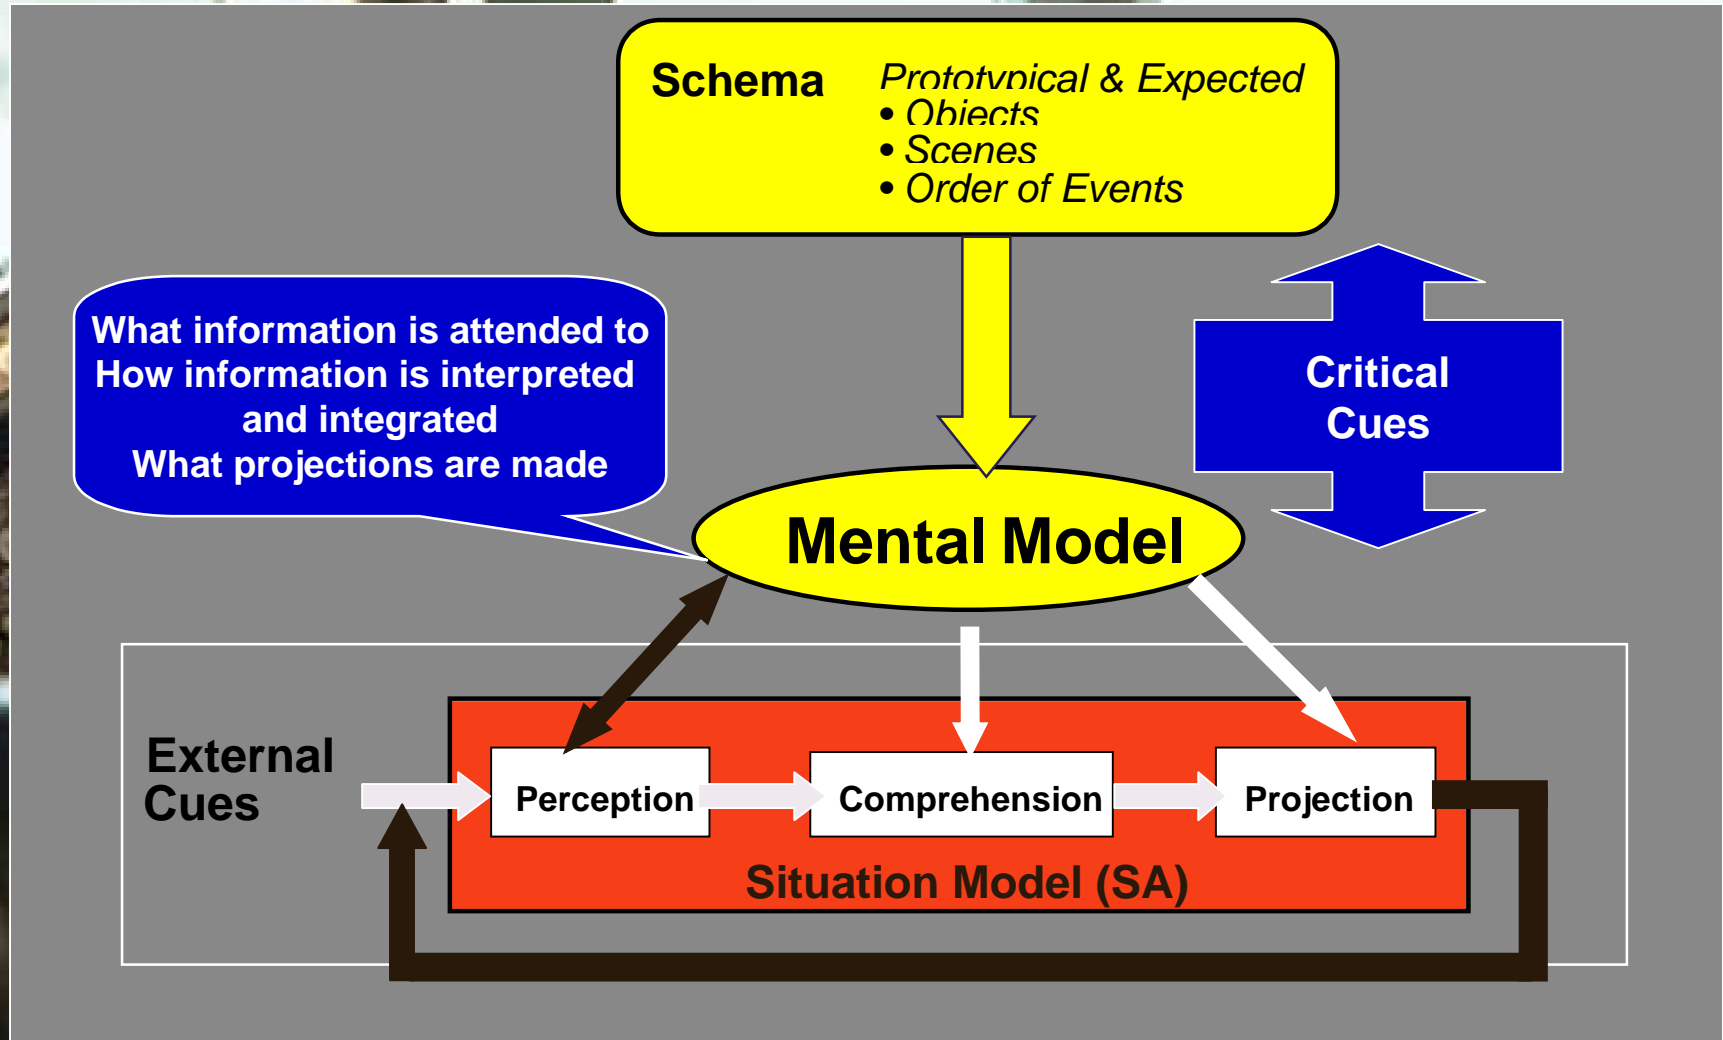 Schema
Prototypical & Expected
• Objects
• Scenes
• Order of Events
What information is attended to
How information is interpreted
and integrated
What projections are made
Critical
Cues
Mental Model
External
Cues
Perception
Comprehension
Projection
Situation Model (SA)